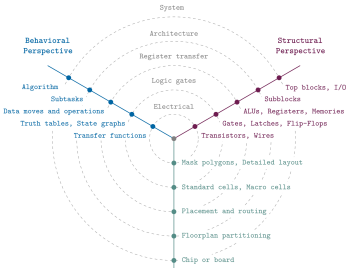 System
Architecture
Behavioral
Perspective
Structural
Perspective
Register transfer
Logic gates
Algorithm
Top blocks, I/O
Subtasks
Subblocks
Electrical
Data moves and operations
ALUs, Registers, Memories
Truth tables, State graphs
Gates, Latches, Flip-Flops
Transfer functions
Transistors, Wires
Mask polygons, Detailed layout
Standard cells, Macro cells
Placement and routing
Floorplan partitioning
Chip or board